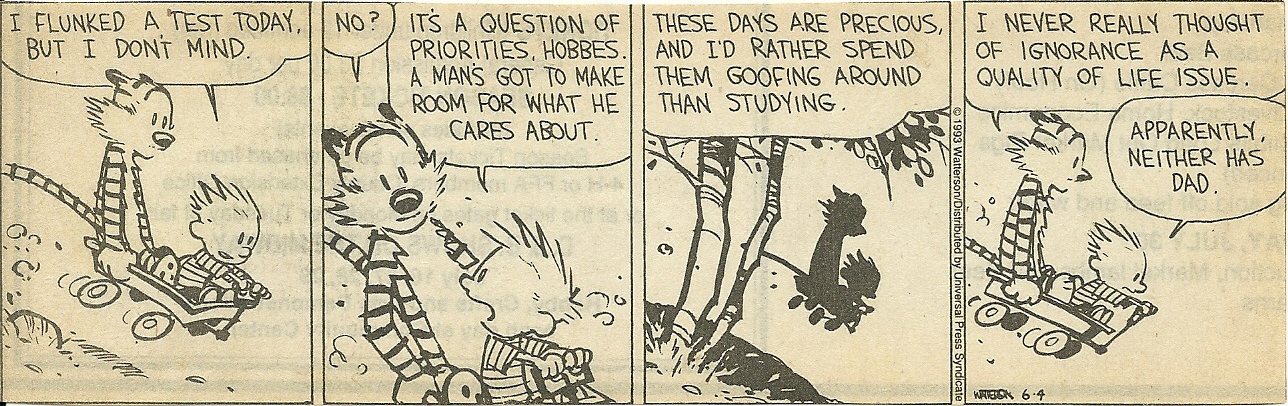 I FLUNKED A TEST TODAY,
BUT I DON'T MIND.
NO?
IT'S A QUESTION OF
PRIORITIES, HOBBES.
A MAN'S GOT TO MAKE
ROOM FOR WHAT HE
CARES ABOUT.
THESE DAYS ARE PRECIOUS,
AND I'D RATHER SPEND
THEM GOOFING AROUND
THAN STUDYING.
© 1993 Watterson/Distributed by Universal Press Syndicate
I NEVER REALLY THOUGHT
OF IGNORANCE AS A
QUALITY OF LIFE ISSUE.
APPARENTLY,
NEITHER HAS
DAD.
WATTERSON 6-4